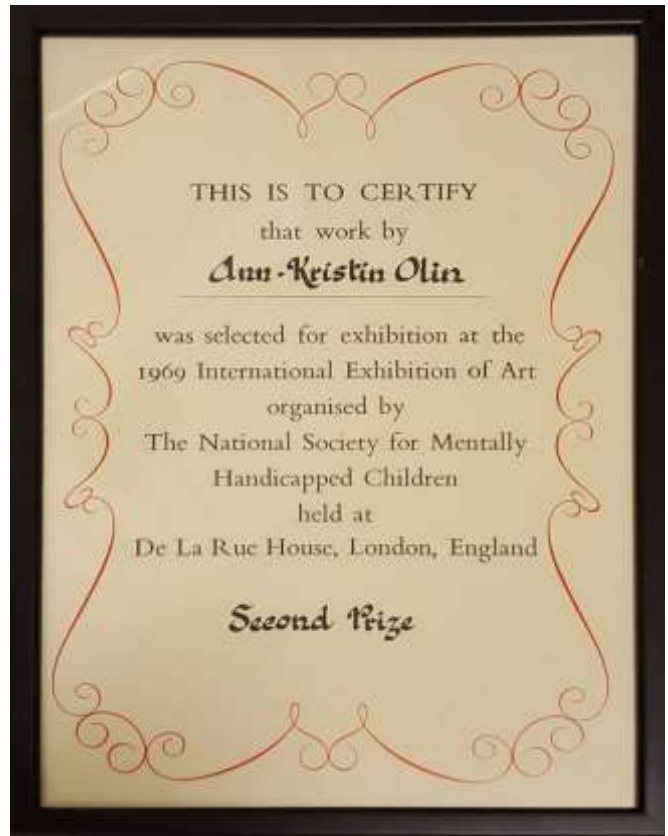 THIS IS TO CERTIFY
that work by
Ann-Kristin Olin
was selected for exhibition at the
1969 International Exhibition of Art
organised by
The National Society for Mentally
Handicapped Children
held at
De La Rue House, London, England
Second Prize